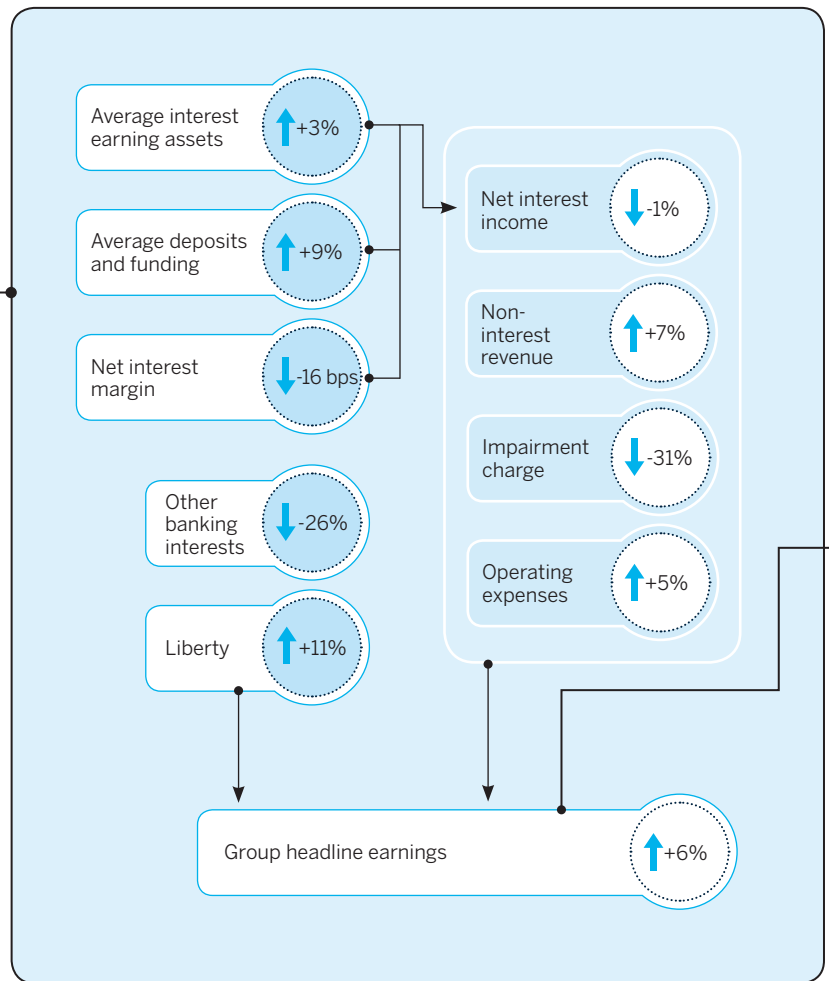 Average interest
earning assets
+3%
Average deposits
and funding
+9%
Net interest
margin
-16 bps
Other
banking
interests
-26%
Liberty
+11%
Net interest
income
-1%
Non-
interest
revenue
+7%
Impairment
charge
-31%
Operating
expenses
+5%
Group headline earnings
+6%